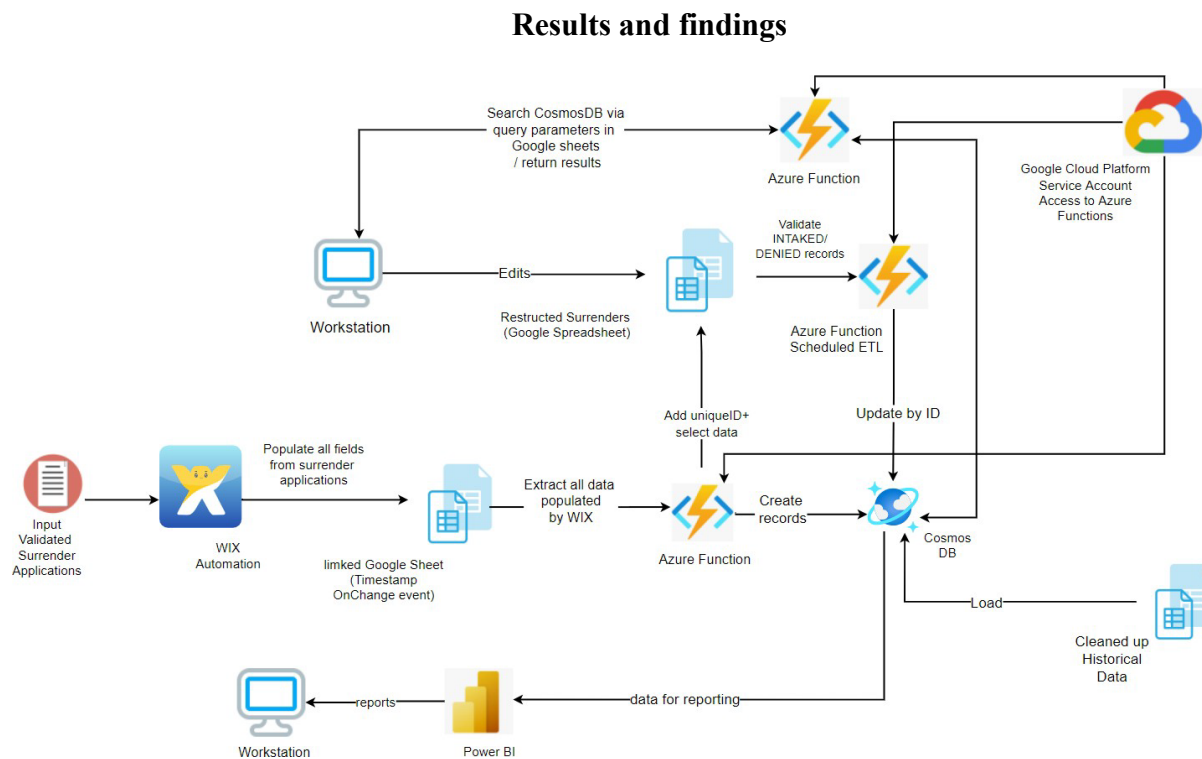 Results and findings
Search CosmosDB via
query parameters in
Google sheets
/ return results
Azure Function
Google Cloud Platform
Service Account
Access to Azure
Functions
Workstation
Edits
Restructed Surrenders
(Google Spreadsheet)
Validate
INTAKED/
DENIED records
Azure Function
Scheduled ETL
Add uniqueID+
select data
Update by ID
Input
Validated
Surrender
Applications
WIX
Automation
Populate all fields
from surrender
applications
limked Google Sheet
(Timestamp
OnChange event)
Extract all data
populated
by WIX
Azure Function
Create
records
Cosmos
DB
Load
Cleaned up
Historical
Data
data for reporting
Power BI
reports
Workstation